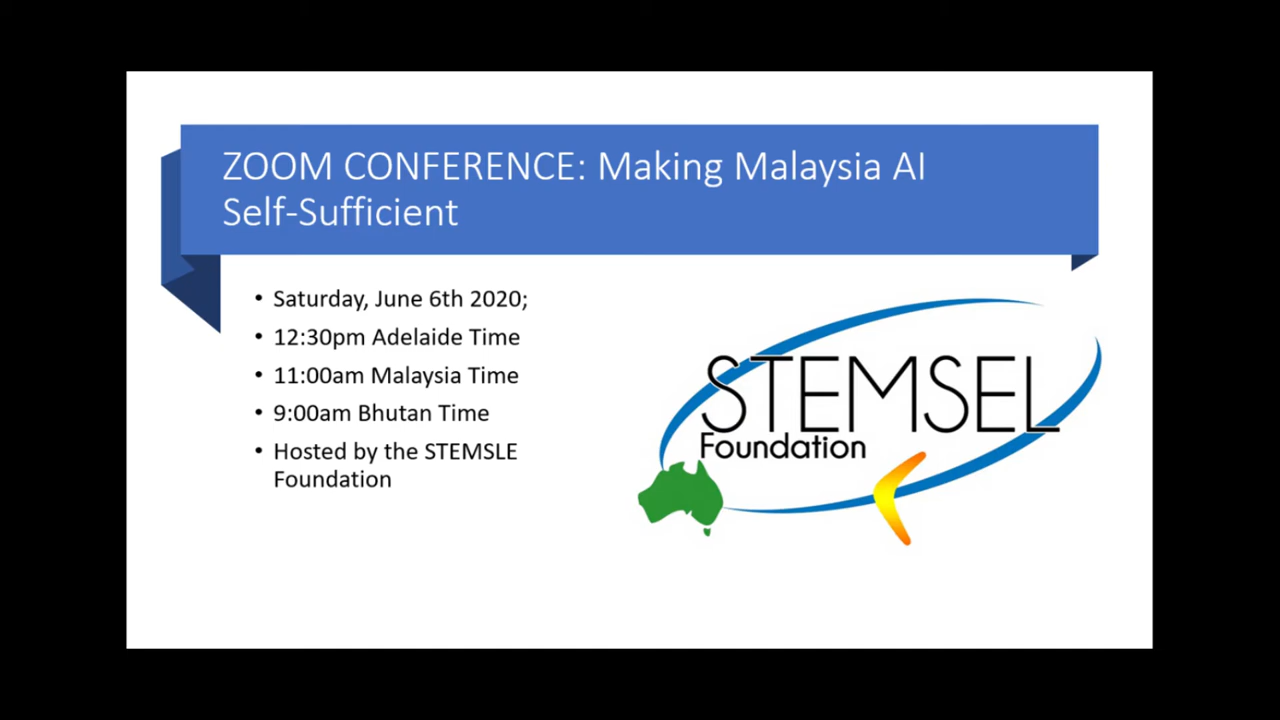 ZOOM CONFERENCE: Making Malaysia AI
Self-Sufficient
• Saturday, June 6th 2020;
• 12:30pm Adelaide Time
• 11:00am Malaysia Time
• 9:00am Bhutan Time
• Hosted by the STEMSLE
Foundation
STEMSEL
Foundation